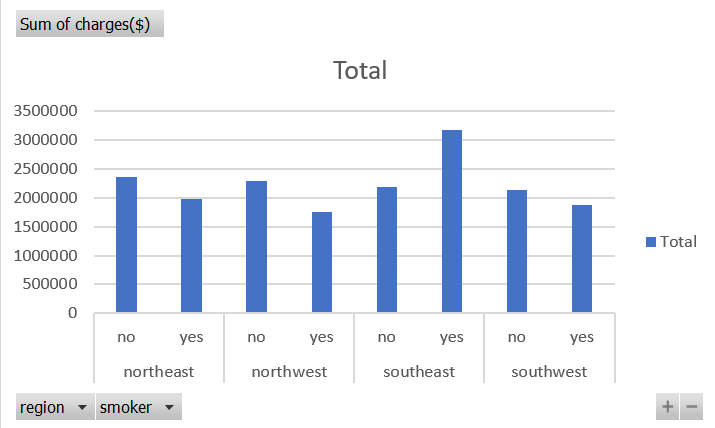 Sum of charges($)
Total
3500000
3000000
2500000
2000000
1500000
1000000
500000
0
Total
no yes no yes no yes no yes
northeast northwest southeast southwest
region smoker